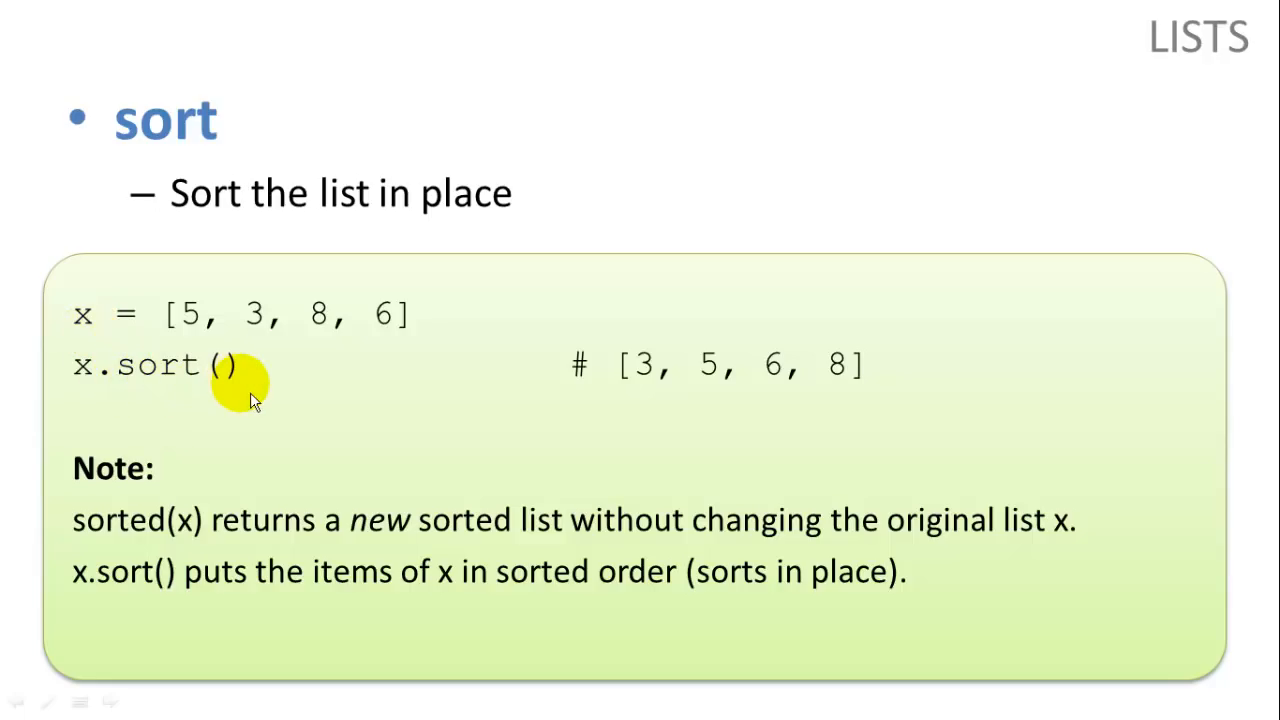 LISTS
• sort
– Sort the list in place
x = [5, 3, 8, 6]
x.sort() # [3, 5, 6, 8]
Note:
sorted(x) returns a new sorted list without changing the original list x.
x.sort() puts the items of x in sorted order (sorts in place).